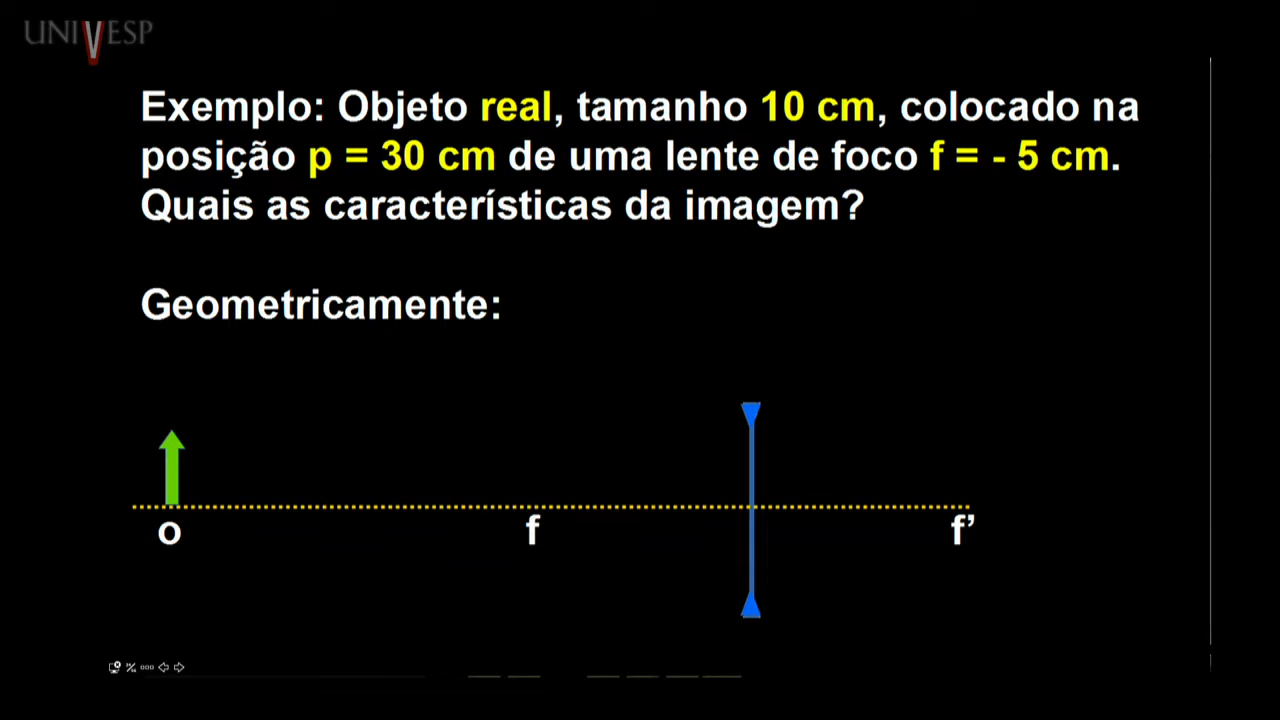 UNIVESP
Exemplo: Objeto real, tamanho 10 cm, colocado na
posição p = 30 cm de uma lente de foco f = - 5 cm.
Quais as características da imagem?
Geometricamente:
o f f’